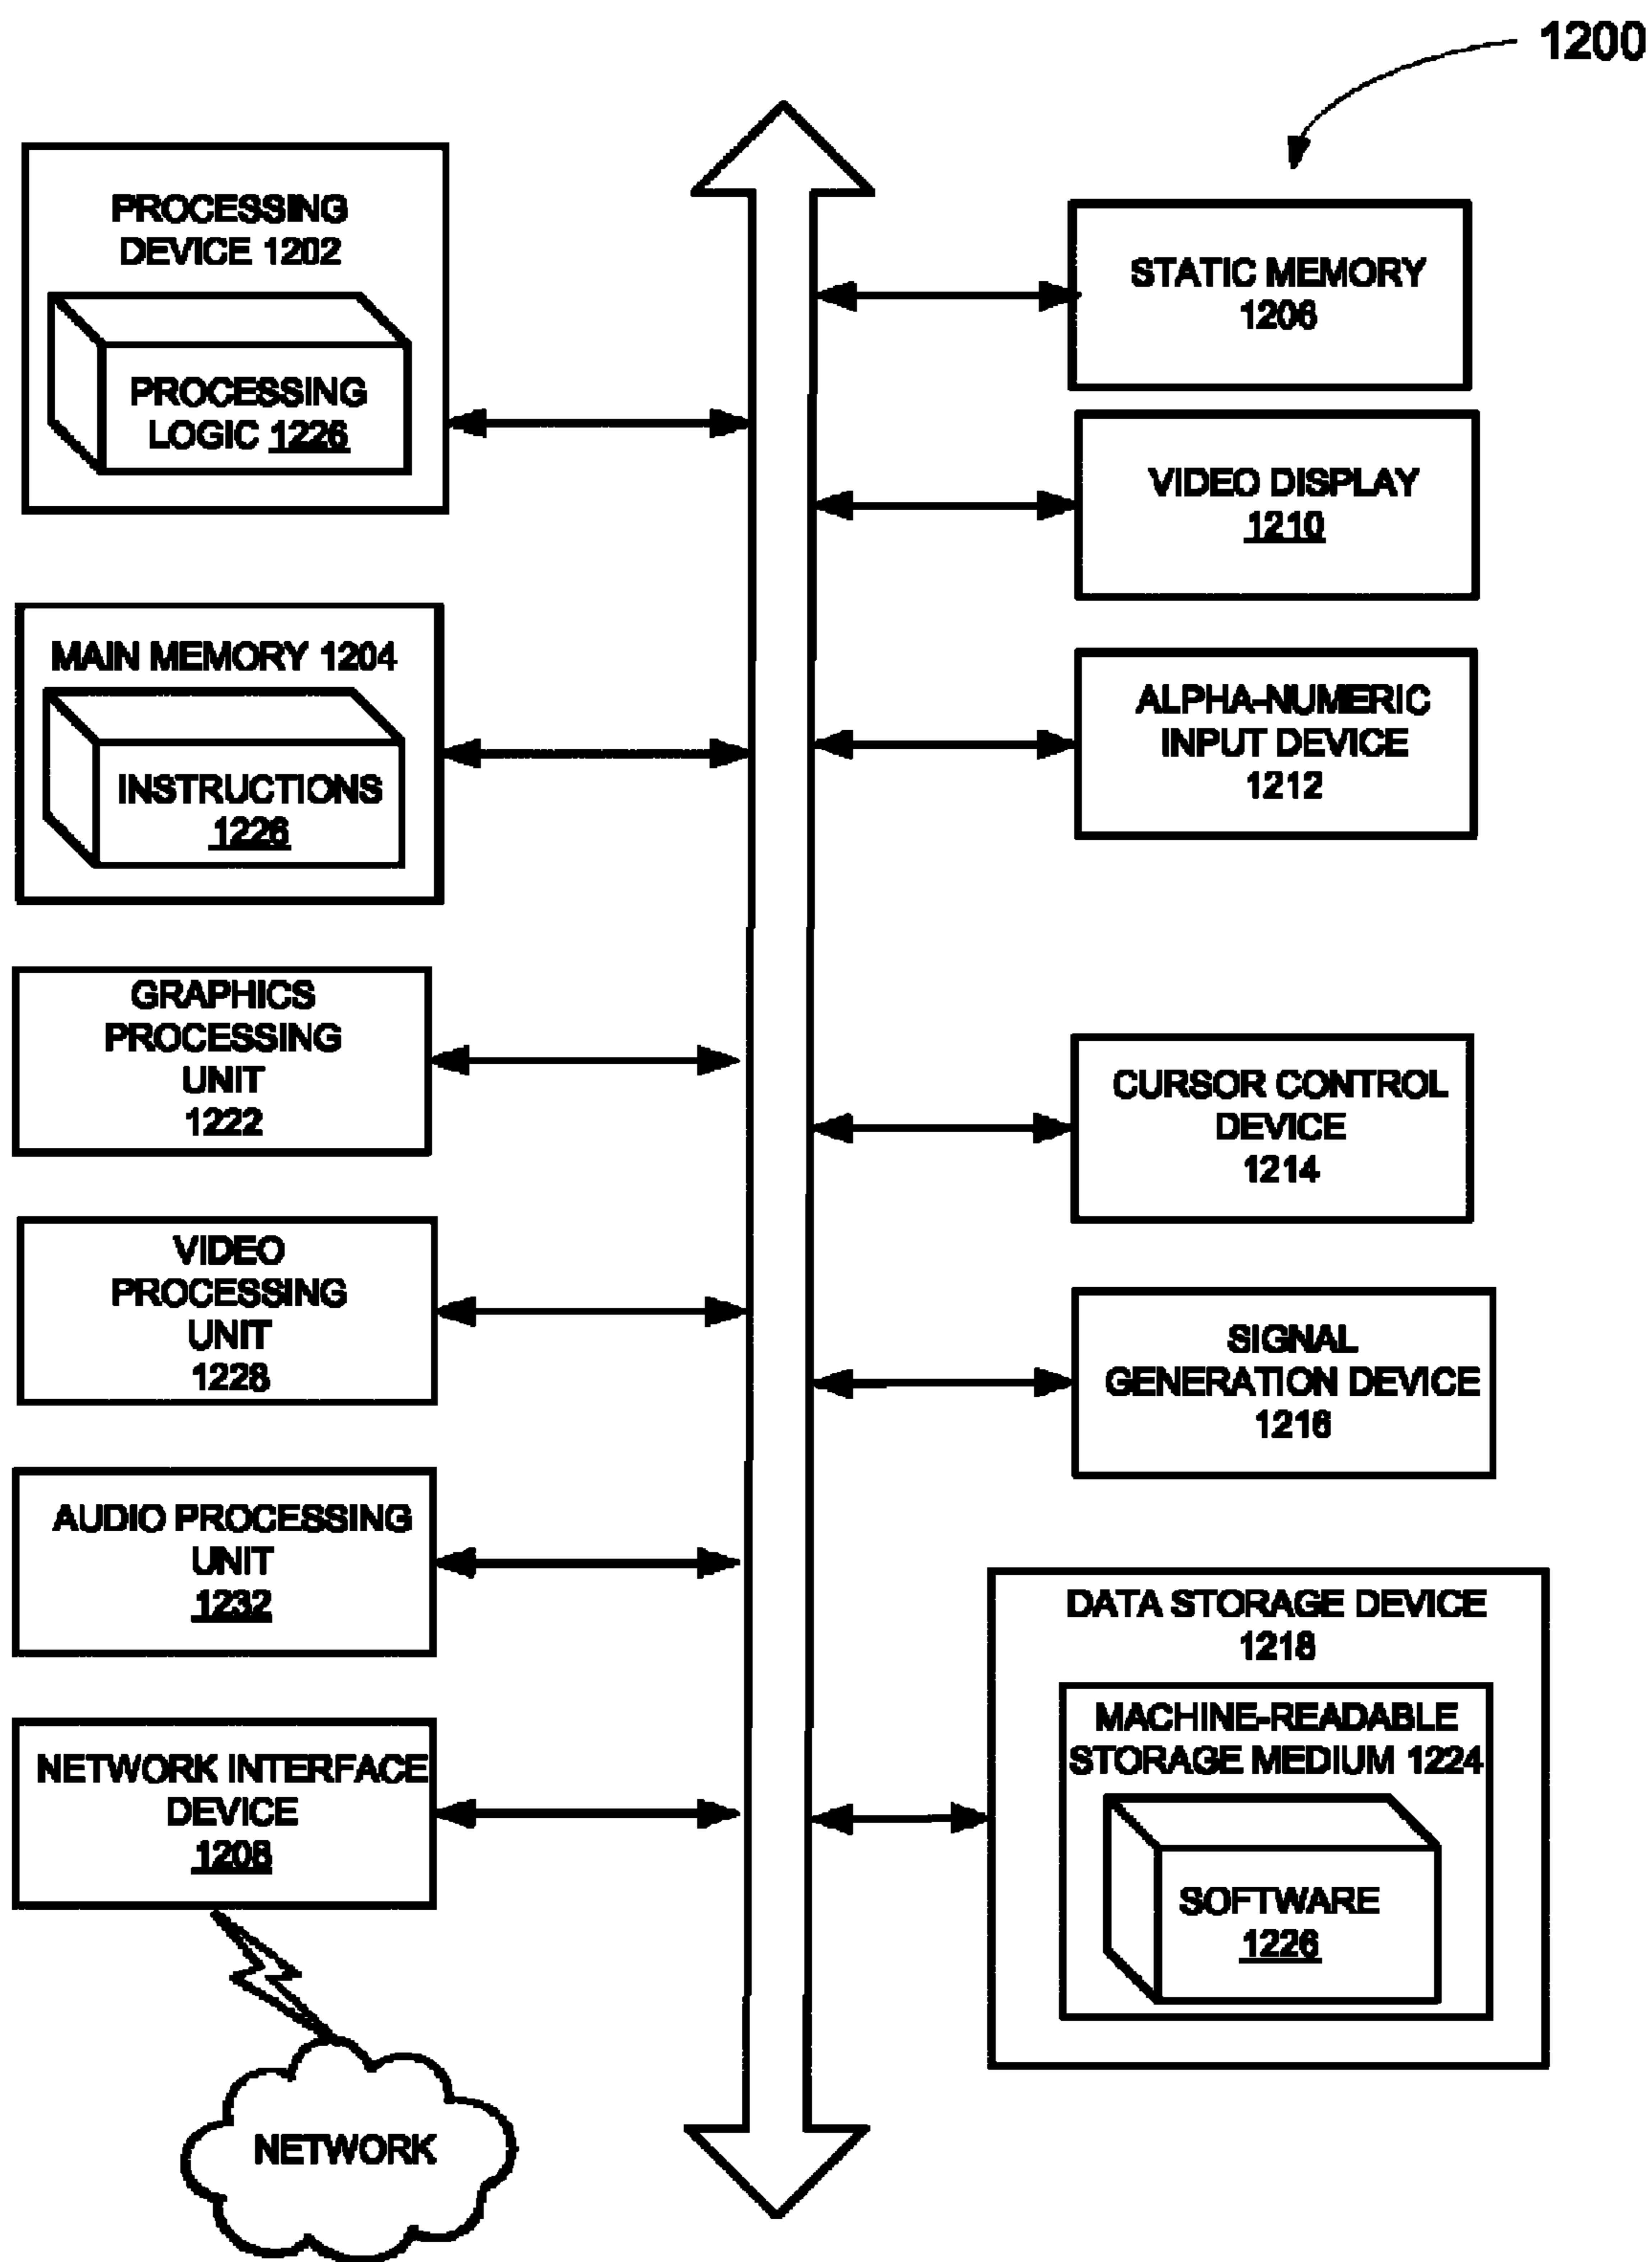 1200
PROCESSING
DEVICE 1202
PROCESSING
LOGIC 1226
MAIN MEMORY 1204
INSTRUCTIONS
1226
GRAPHICS
PROCESSING
UNIT
1222
VIDEO
PROCESSING
UNIT
1228
AUDIO PROCESSING
UNIT
1232
NETWORK INTERFACE
DEVICE
1208
NETWORK
STATIC MEMORY
1206
VIDEO DISPLAY
1210
ALPHA-NUMERIC
INPUT DEVICE
1212
CURSOR CONTROL
DEVICE
1214
SIGNAL
GENERATION DEVICE
1216
DATA STORAGE DEVICE
1218
MACHINE-READABLE
STORAGE MEDIUM 1224
SOFTWARE
1226